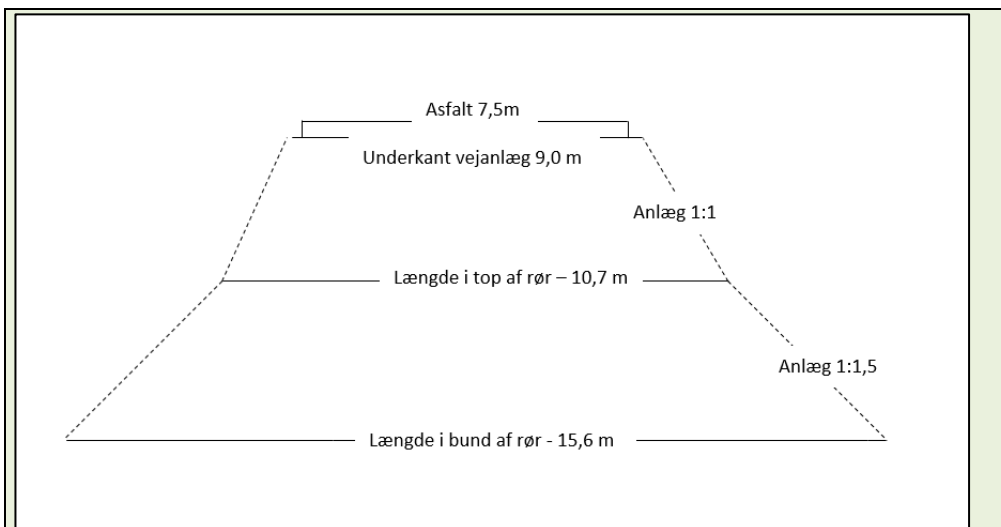 Asfalt 7,5m
Underkant vejanlæg 9,0 m
Anlæg 1:1
Længde i top af rør – 10,7 m
Anlæg 1:1,5
Længde i bund af rør - 15,6 m